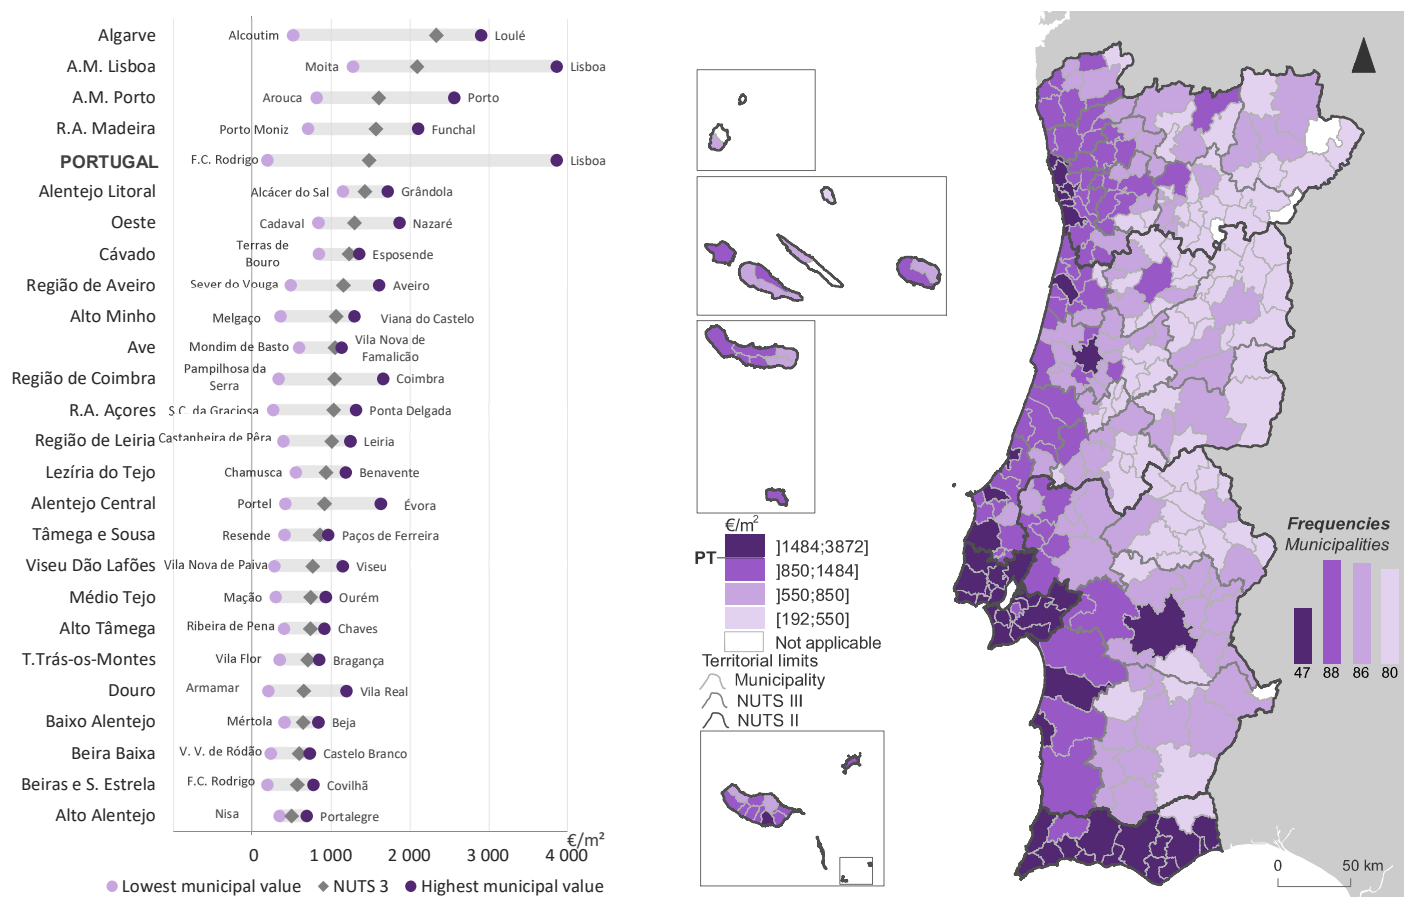 Algarve Alcoutim Loulé
A.M. Lisboa Moita Lisboa
A.M. Porto Arouca Porto
R.A. Madeira Porto Moniz Funchal
PORTUGAL F.C. Rodrigo Lisboa
Alentejo Litoral Alcácer do Sal Grândola
Oeste Cadaval Nazaré
Cávado Terras de Bouro Esposende
Região de Aveiro Sever do Vouga Aveiro
Alto Minho Melgaço Viana do Castelo
Ave Mondim de Basto Vila Nova de Famalicão
Região de Coimbra Pampilhosa da Serra Coimbra
R.A. Açores S.C. da Graciosa Ponta Delgada
Região de Leiria Castanheira de Pêra Leiria
Lezíria do Tejo Chamusca Benavente
Alentejo Central Portel Évora
Tâmega e Sousa Resende Paços de Ferreira
Viseu Dão Lafões Vila Nova de Paiva Viseu
Médio Tejo Mação Ourém
Alto Tâmega Ribeira de Pena Chaves
T.Trás-os-Montes Vila Flor Bragança
Douro Armamar Vila Real
Baixo Alentejo Mértola Beja
Beira Baixa V. V. de Ródão Castelo Branco
Beiras e S. Estrela F.C. Rodrigo Covilhã
Alto Alentejo Nisa Portalegre
€/m²
0 1 000 2 000 3 000 4 000
Lowest municipal value NUTS 3 Highest municipal value
€/m²
]1484;3872]
PT
]850;1484]
]550;850]
[192;550]
Not applicable
Territorial limits
Municipality
NUTS III
NUTS II
Frequencies
Municipalities
47 88 86 80
0 50 km